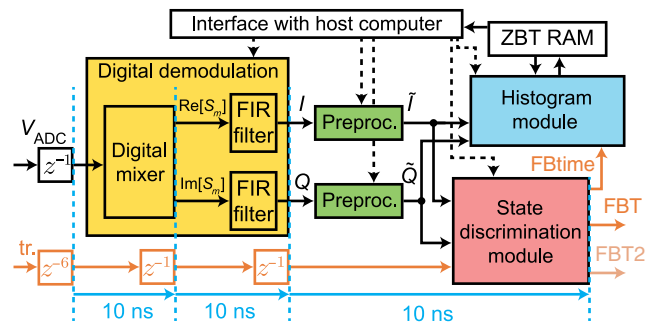 Interface with host computer
ZBT RAM
Digital demodulation
V_ADC
z⁻¹
Digital
mixer
Re[Sₘ]
Im[Sₘ]
FIR
filter
FIR
filter
I
Q
Preproc.
Preproc.
Ĩ
Q̃
Histogram
module
State
discrimination
module
FBtime
FBT
FBT2
tr.
z⁻⁶
z⁻¹
z⁻¹
10 ns
10 ns
10 ns